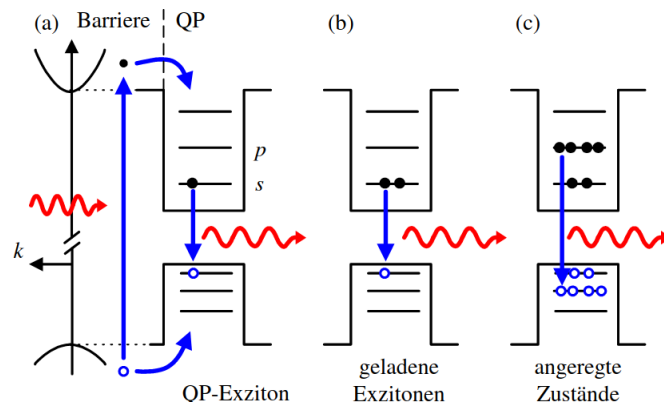 (a) Barriere QP (b) (c)
p
s
k
QP-Exziton
geladene
Exzitonen
angeregte
Zustände